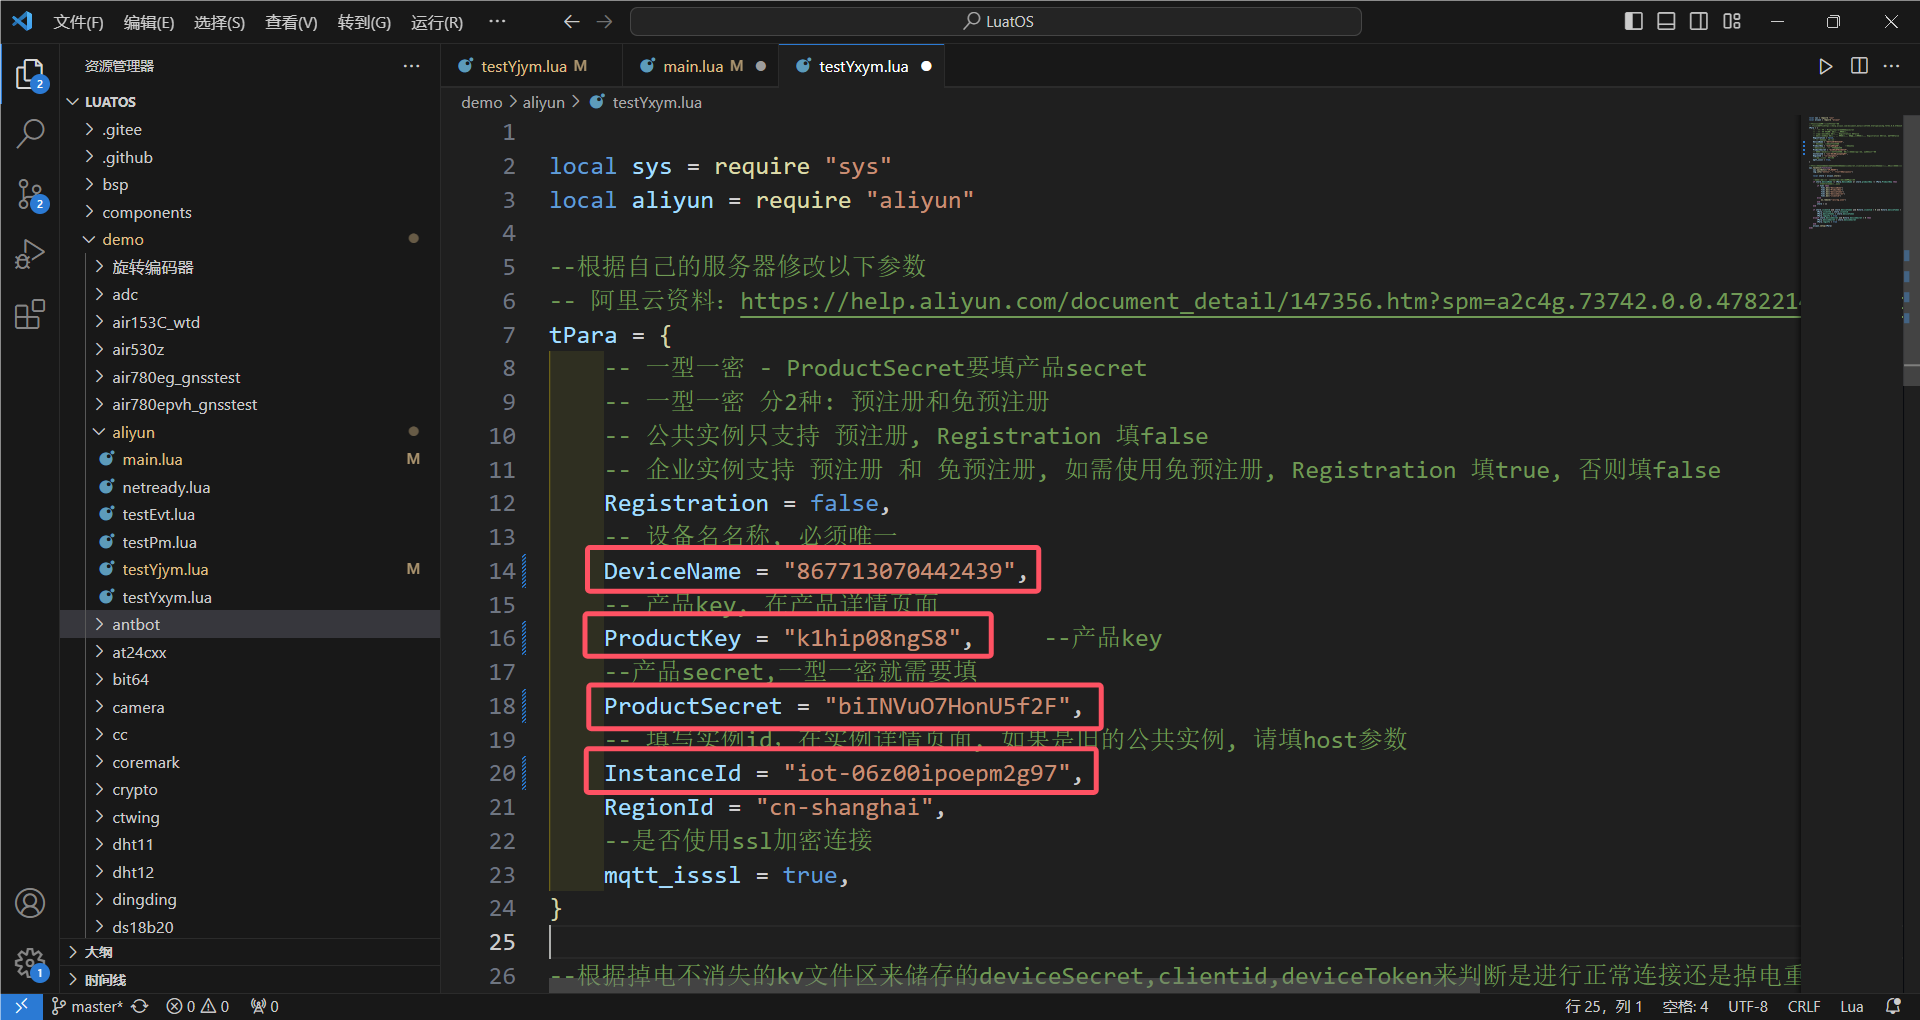 文件(F) 编辑(E) 选择(S) 查看(V) 转到(G) 运行(R) ··· LuatOS
资源管理器 ···
LUATOS
.gitee
.github
bsp
components
demo
旋转编码器
adc
air153C_wtd
air530z
air780eg_gnsstest
air780epvh_gnsstest
aliyun
main.lua M
netready.lua
testEvt.lua
testPm.lua
testYjym.lua M
testYxym.lua
antbot
at24cxx
bit64
camera
cc
coremark
crypto
ctwing
dht11
dht12
dingding
ds18b20
大纲
时间线
2
2
1
testYjym.lua M main.lua M testYxym.lua
demo > aliyun > testYxym.lua
1
2 local sys = require "sys"
3 local aliyun = require "aliyun"
4
5 --根据自己的服务器修改以下参数
6 -- 阿里云资料：https://help.aliyun.com/document_detail/147356.htm?spm=a2c4g.73742.0.0.4782214
7 tPara = {
8 -- 一型一密 - ProductSecret要填产品secret
9 -- 一型一密 分2种: 预注册和免预注册
10 -- 公共实例只支持 预注册, Registration 填false
11 -- 企业实例支持 预注册 和 免预注册, 如需使用免预注册, Registration 填true, 否则填false
12 Registration = false,
13 -- 设备名名称, 必须唯一
14 DeviceName = "867713070442439",
15 -- 产品key, 在产品详情页面
16 ProductKey = "k1hip08ngS8", --产品key
17 --产品secret,一型一密就需要填
18 ProductSecret = "biINVuO7HonU5f2F",
19 -- 填写实例id，在实例详情页面, 如果是旧的公共实例, 请填host参数
20 InstanceId = "iot-06z00ipoepm2g97",
21 RegionId = "cn-shanghai",
22 --是否使用ssl加密连接
23 mqtt_isssl = true,
24 }
25
26 --根据掉电不消失的kv文件区来储存的deviceSecret,clientid,deviceToken来判断是进行正常连接还是掉电重
master* 0 0 0 行 25，列 1 空格: 4 UTF-8 CRLF Lua